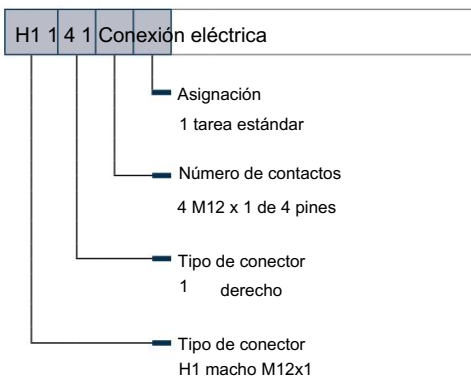 H1 1 4 1 Conexión eléctrica
Asignación
1 tarea estándar
Número de contactos
4 M12 x 1 de 4 pines
Tipo de conector
1 derecho
Tipo de conector
H1 macho M12x1